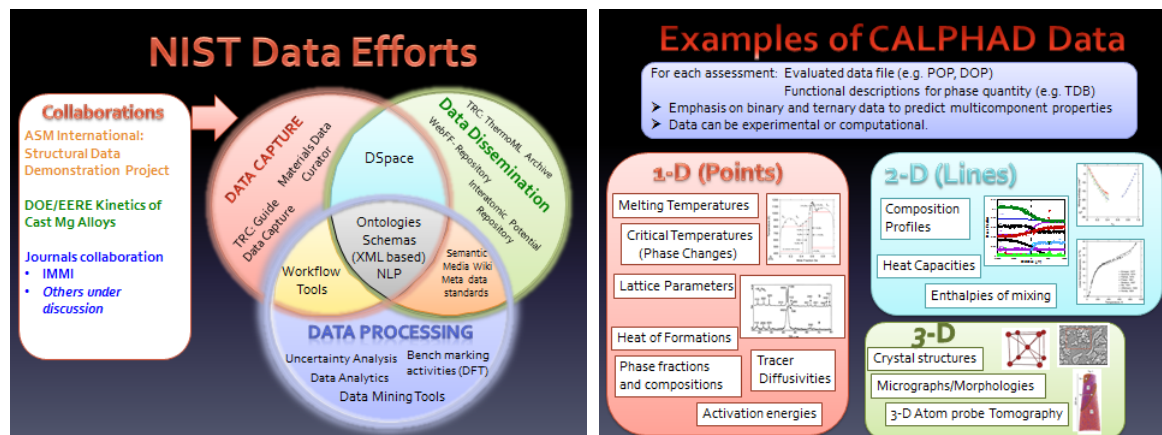 NIST Data Efforts
Collaborations
ASM International:
Structural Data
Demonstration Project
DOE/EERE Kinetics of
Cast Mg Alloys
Journals collaboration
• IMMI
• Others under
discussion
DATA CAPTURE
Materials Data
Curator
TRC: Guide
Data Capture
DSpace
Data Dissemination
TRC: ThermoML Archive
WebFF- Repository
Interatomic Potential
Repository
Ontologies
Schemas
(XML based)
NLP
Workflow
Tools
Semantic
Media Wiki
Meta data
standards
DATA PROCESSING
Uncertainty Analysis
Bench marking
activities (DFT)
Data Analytics
Data Mining Tools
Examples of CALPHAD Data
For each assessment: Evaluated data file (e.g. POP, DOP)
Functional descriptions for phase quantity (e.g. TDB)
➤ Emphasis on binary and ternary data to predict multicomponent properties
➤ Data can be experimental or computational.
1-D (Points)
Melting Temperatures
Critical Temperatures
(Phase Changes)
Lattice Parameters
Heat of Formations
Phase fractions
and compositions
Tracer
Diffusivities
Activation energies
2-D (Lines)
Composition
Profiles
Heat Capacities
Enthalpies of mixing
3-D
Crystal structures
Micrographs/Morphologies
3-D Atom probe Tomography